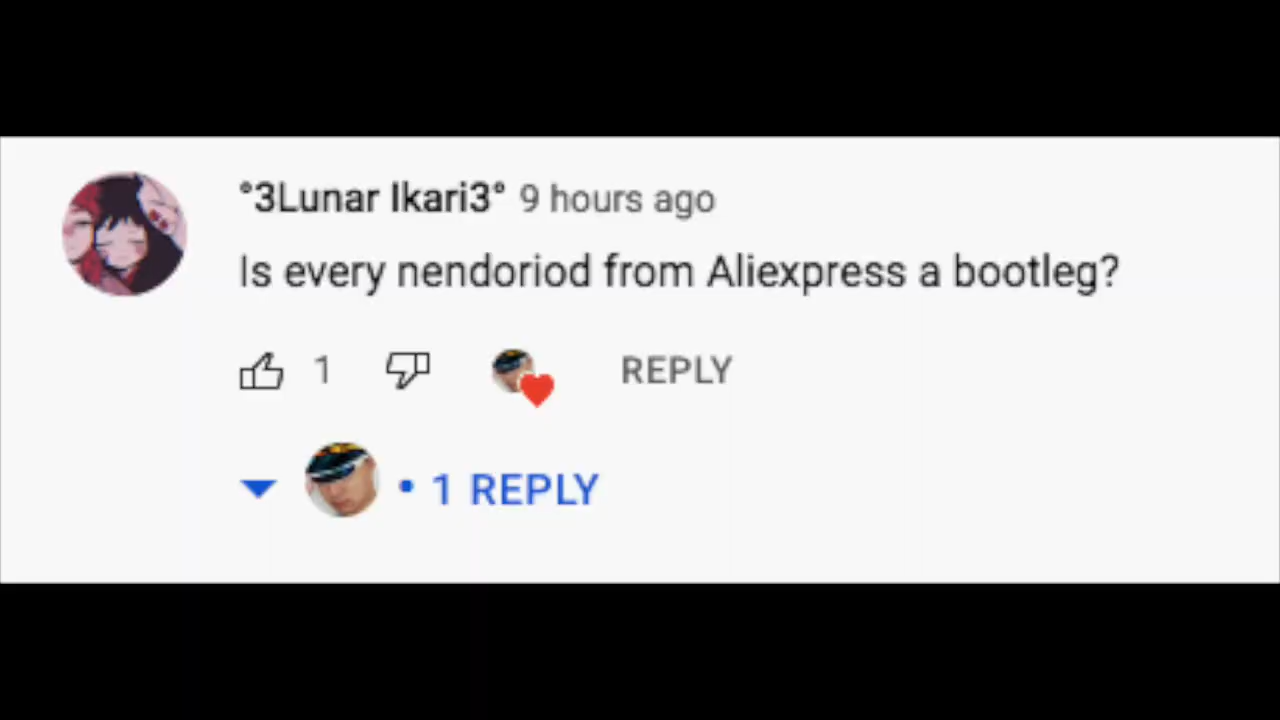 °3Lunar Ikari3° 9 hours ago
Is every nendoriod from Aliexpress a bootleg?
1 REPLY
• 1 REPLY